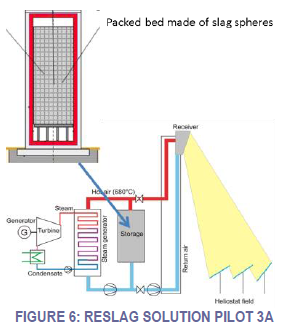 Packed bed made of slag spheres
Receiver
Hot air (680°C)
Steam
Generator
G
Turbine
Steam generator
Storage
Return air
Condensate
Heliostat field
FIGURE 6: RESLAG SOLUTION PILOT 3A